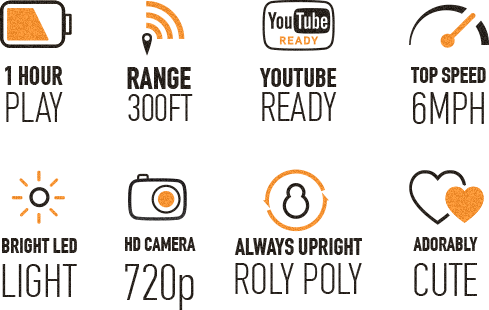 You Tube
READY
1 HOUR
PLAY
RANGE
300FT
YOUTUBE
READY
TOP SPEED
6MPH
BRIGHT LED
LIGHT
HD CAMERA
720p
ALWAYS UPRIGHT
ROLY POLY
ADORABLY
CUTE